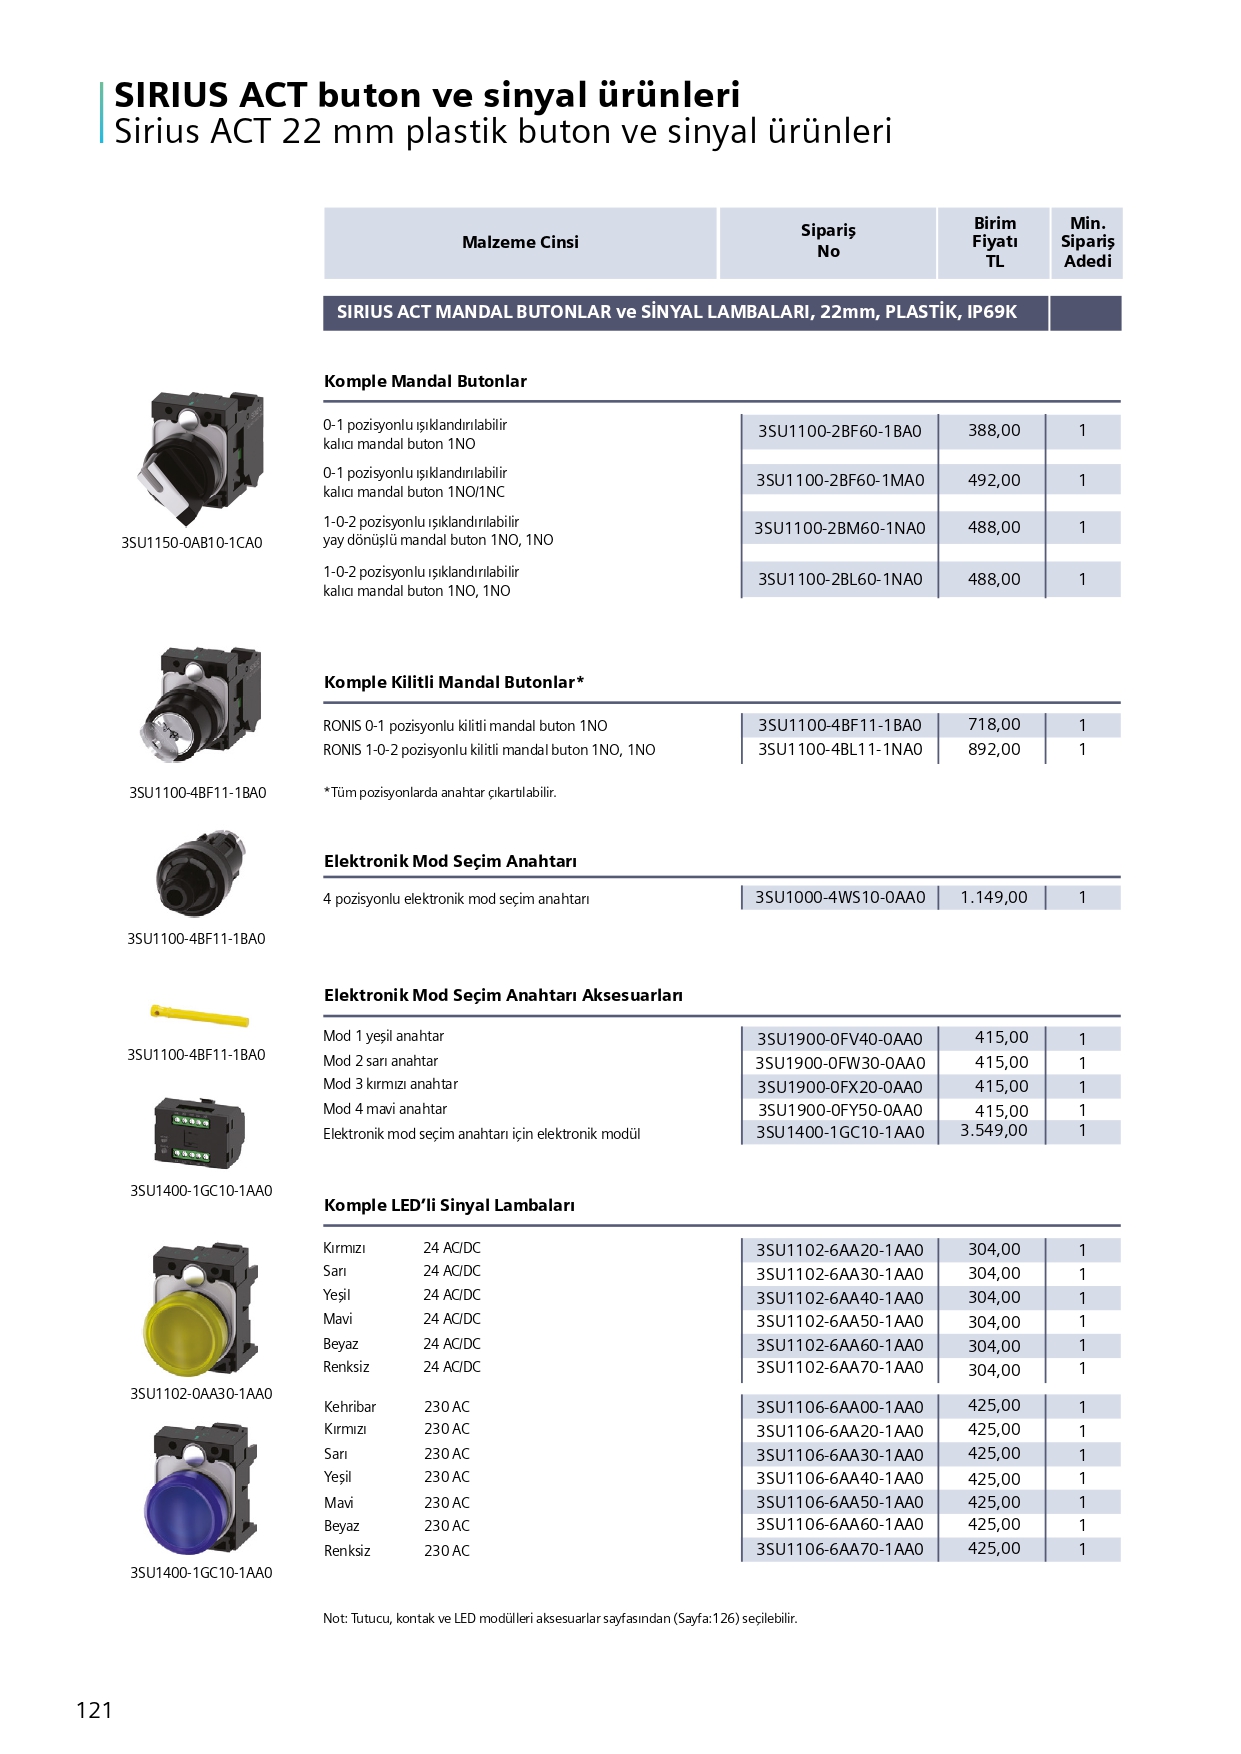 SIRIUS ACT buton ve sinyal ürünleri
Sirius ACT 22 mm plastik buton ve sinyal ürünleri
Malzeme Cinsi
Sipariş
No
Birim
Fiyatı
TL
Min.
Sipariş
Adedi
SIRIUS ACT MANDAL BUTONLAR ve SİNYAL LAMBALARI, 22mm, PLASTİK, IP69K
Komple Mandal Butonlar
0-1 pozisyonlu ışıklandırılabilir
kalıcı mandal buton 1NO
3SU1100-2BF60-1BA0 388,00 1
0-1 pozisyonlu ışıklandırılabilir
kalıcı mandal buton 1NO/1NC
3SU1100-2BF60-1MA0 492,00 1
1-0-2 pozisyonlu ışıklandırılabilir
yay dönüşlü mandal buton 1NO, 1NO
3SU1100-2BM60-1NA0 488,00 1
1-0-2 pozisyonlu ışıklandırılabilir
kalıcı mandal buton 1NO, 1NO
3SU1100-2BL60-1NA0 488,00 1
3SU1150-0AB10-1CA0
Komple Kilitli Mandal Butonlar*
RONIS 0-1 pozisyonlu kilitli mandal buton 1NO 3SU1100-4BF11-1BA0 718,00 1
RONIS 1-0-2 pozisyonlu kilitli mandal buton 1NO, 1NO 3SU1100-4BL11-1NA0 892,00 1
3SU1100-4BF11-1BA0
*Tüm pozisyonlarda anahtar çıkartılabilir.
Elektronik Mod Seçim Anahtarı
4 pozisyonlu elektronik mod seçim anahtarı 3SU1000-4WS10-0AA0 1.149,00 1
3SU1100-4BF11-1BA0
Elektronik Mod Seçim Anahtarı Aksesuarları
Mod 1 yeşil anahtar 3SU1900-0FV40-0AA0 415,00 1
Mod 2 sarı anahtar 3SU1900-0FW30-0AA0 415,00 1
3SU1100-4BF11-1BA0
Mod 3 kırmızı anahtar 3SU1900-0FX20-0AA0 415,00 1
Mod 4 mavi anahtar 3SU1900-0FY50-0AA0 415,00 1
Elektronik mod seçim anahtarı için elektronik modül 3SU1400-1GC10-1AA0 3.549,00 1
3SU1400-1GC10-1AA0
Komple LED’li Sinyal Lambaları
Kırmızı 24 AC/DC 3SU1102-6AA20-1AA0 304,00 1
Sarı 24 AC/DC 3SU1102-6AA30-1AA0 304,00 1
Yeşil 24 AC/DC 3SU1102-6AA40-1AA0 304,00 1
Mavi 24 AC/DC 3SU1102-6AA50-1AA0 304,00 1
Beyaz 24 AC/DC 3SU1102-6AA60-1AA0 304,00 1
Renksiz 24 AC/DC 3SU1102-6AA70-1AA0 304,00 1
3SU1102-0AA30-1AA0
Kehribar 230 AC 3SU1106-6AA00-1AA0 425,00 1
Kırmızı 230 AC 3SU1106-6AA20-1AA0 425,00 1
Sarı 230 AC 3SU1106-6AA30-1AA0 425,00 1
Yeşil 230 AC 3SU1106-6AA40-1AA0 425,00 1
Mavi 230 AC 3SU1106-6AA50-1AA0 425,00 1
Beyaz 230 AC 3SU1106-6AA60-1AA0 425,00 1
Renksiz 230 AC 3SU1106-6AA70-1AA0 425,00 1
3SU1400-1GC10-1AA0
Not: Tutucu, kontak ve LED modülleri aksesuarlar sayfasından (Sayfa:126) seçilebilir.
121